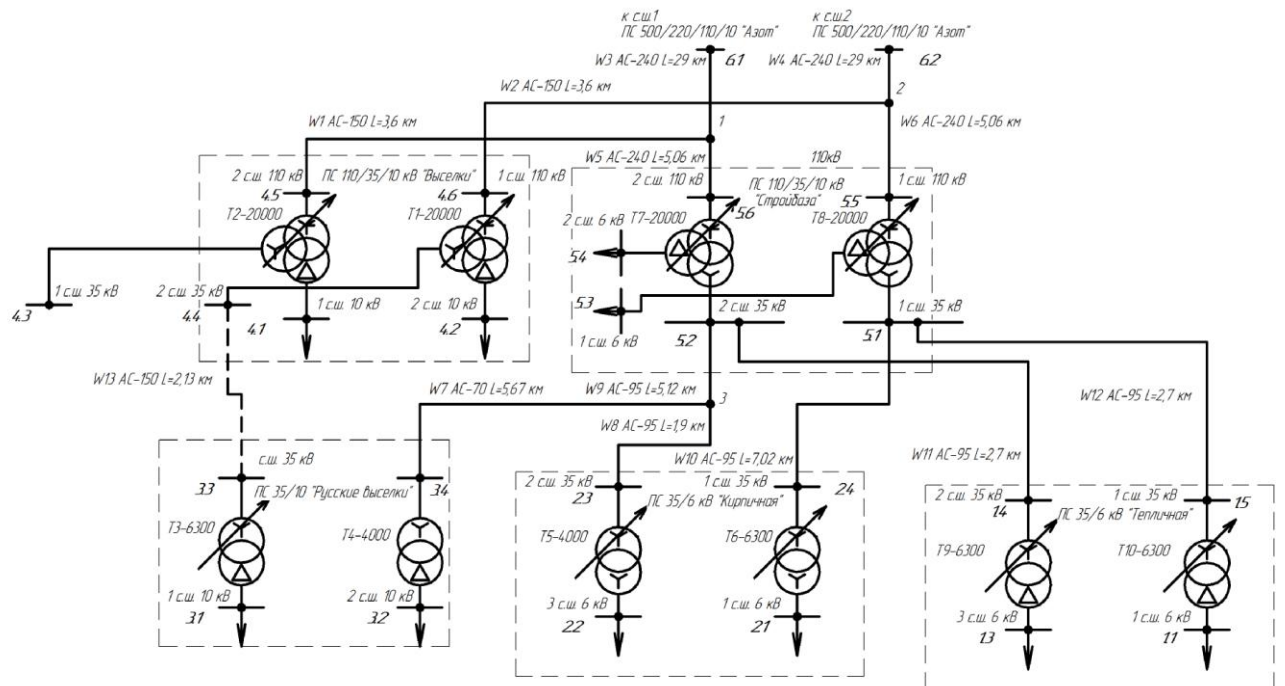 к с.ш.1
ПС 500/220/110/10 "Азот"
к с.ш.2
ПС 500/220/110/10 "Азот"
W3 АС-240 L=29 км
6.1
W4 АС-240 L=29 км
6.2
W2 АС-150 L=3,6 км
2
W1 АС-150 L=3,6 км
1
W6 АС-240 L=5,06 км
W5 АС-240 L=5,06 км
110кВ
2 с.ш. 110 кВ
ПС 110/35/10 кВ "Выселки"
1 с.ш. 110 кВ
4.5
4.6
2 с.ш. 110 кВ
ПС 110/35/10 кВ
"Стройбаза"
1 с.ш. 110 кВ
5.6
5.5
Т2-20000
Т1-20000
2 с.ш. 6 кВ
Т7-20000
Т8-20000
5.4
1 с.ш. 35 кВ
4.3
2 с.ш. 35 кВ
4.4
1 с.ш. 10 кВ
4.1
2 с.ш. 10 кВ
4.2
5.3
1 с.ш. 6 кВ
2 с.ш. 35 кВ
5.2
1 с.ш. 35 кВ
5.1
W13 АС-150 L=2,13 км
W7 АС-70 L=5,67 км
W9 АС-95 L=5,12 км
3
W12 АС-95 L=2,7 км
W8 АС-95 L=1,9 км
W10 АС-95 L=7,02 км
W11 АС-95 L=2,7 км
с.ш. 35 кВ
3.3
3.4
ПС 35/10 "Русские выселки"
2 с.ш. 35 кВ
2.3
1 с.ш. 35 кВ
2.4
ПС 35/6 кВ "Кирпичная"
2 с.ш. 35 кВ
1.4
1 с.ш. 35 кВ
1.5
ПС 35/6 кВ "Тепличная"
Т3-6300
Т4-4000
Т5-4000
Т6-6300
Т9-6300
Т10-6300
1 с.ш. 10 кВ
3.1
2 с.ш. 10 кВ
3.2
3 с.ш. 6 кВ
2.2
1 с.ш. 6 кВ
2.1
3 с.ш. 6 кВ
1.3
1 с.ш. 6 кВ
1.1